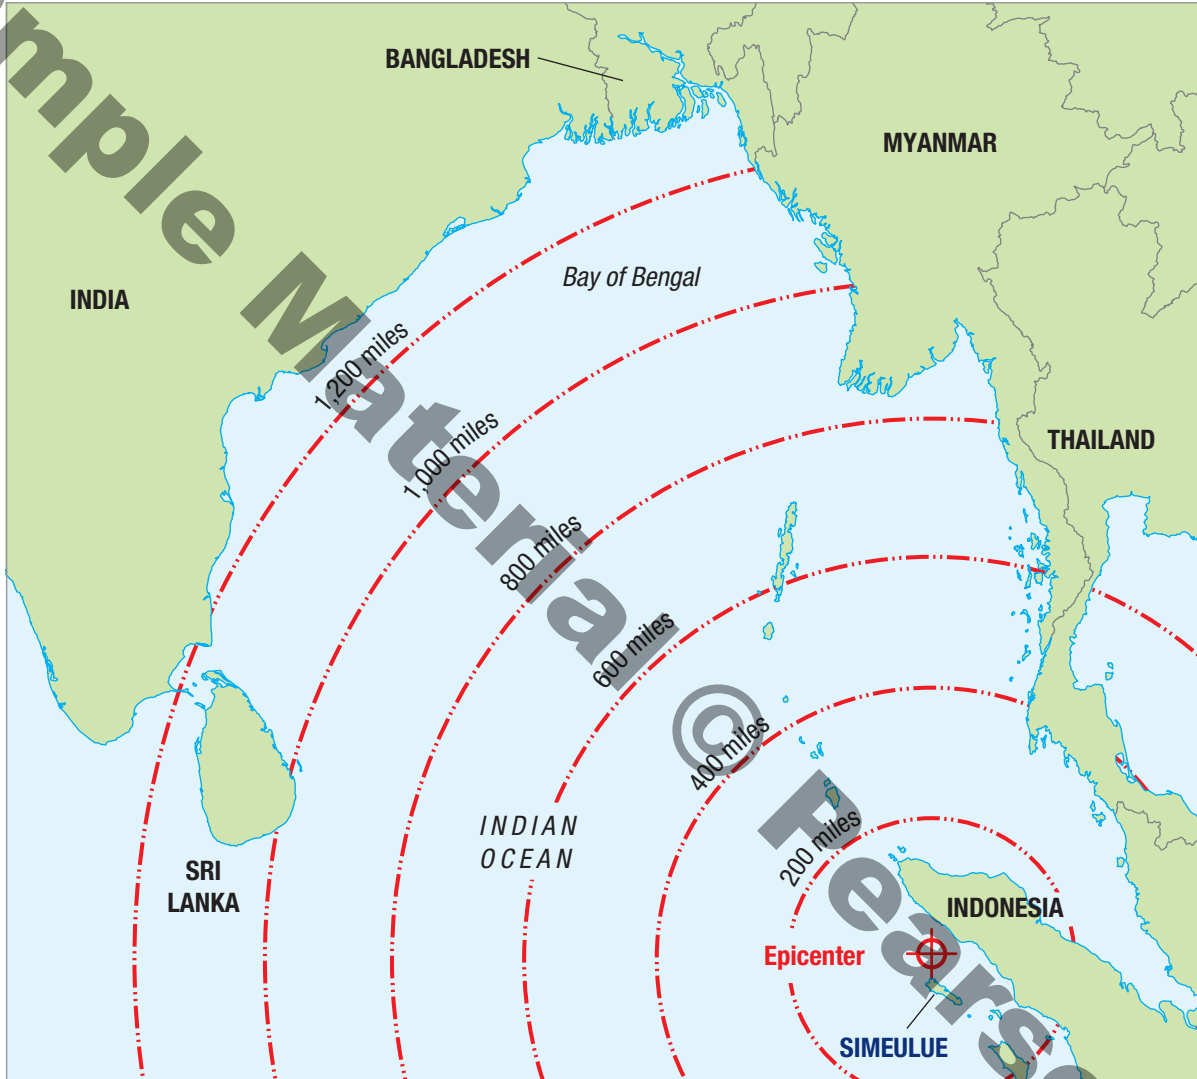 BANGLADESH
MYANMAR
INDIA
Bay of Bengal
1,200 miles
THAILAND
1,000 miles
800 miles
600 miles
400 miles
INDIAN
OCEAN
200 miles
SRI
LANKA
INDONESIA
Epicenter
SIMEULUE
mple Material © Pearso